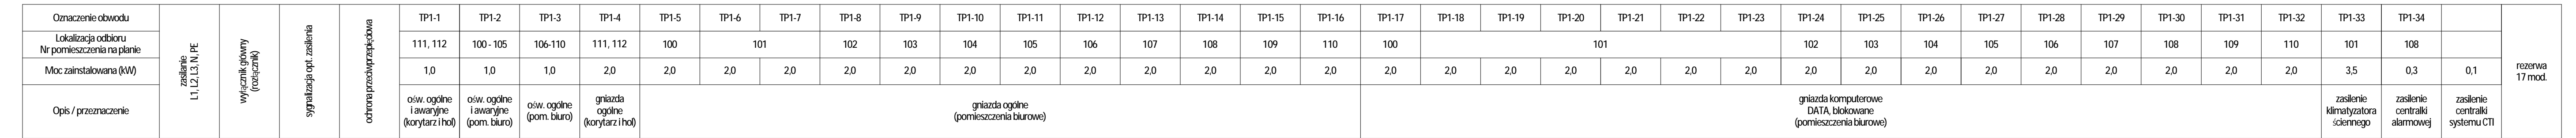 Oznaczenie obwodu TP1-1 TP1-2 TP1-3 TP1-4 TP1-5 TP1-6 TP1-7 TP1-8 TP1-9 TP1-10 TP1-11 TP1-12 TP1-13 TP1-14 TP1-15 TP1-16 TP1-17 TP1-18 TP1-19 TP1-20 TP1-21 TP1-22 TP1-23 TP1-24 TP1-25 TP1-26 TP1-27 TP1-28 TP1-29 TP1-30 TP1-31 TP1-32 TP1-33 TP1-34
Lokalizacja odbioru
Nr pomieszczenia na planie
111, 112 100 - 105 106-110 111, 112 100 101 102 103 104 105 106 107 108 109 110 100 101 102 103 104 105 106 107 108 109 110 101 108
Moc zainstalowana (kW) 1,0 1,0 1,0 2,0 2,0 2,0 2,0 2,0 2,0 2,0 2,0 2,0 2,0 2,0 2,0 2,0 2,0 2,0 2,0 2,0 2,0 2,0 2,0 2,0 2,0 2,0 2,0 2,0 2,0 2,0 2,0 2,0 3,5 0,3 0,1
Opis / przeznaczenie
zasilanie
L1, L2, L3, N, PE
wyłącznik główny
(rozłącznik)
sygnalizacja opt. zasilenia
ochrona przeciwprzepięciowa
ośw. ogólne
i awaryjne
(korytarz i hol)
ośw. ogólne
i awaryjne
(pom. biuro)
ośw. ogólne
(pom. biuro)
gniazda
ogólne
(korytarz i hol)
gniazda ogólne
(pomieszczenia biurowe)
gniazda komputerowe
DATA, blokowane
(pomieszczenia biurowe)
zasilenie
klimatyzatora
ściennego
zasilenie
centralki
alarmowej
zasilenie
centralki
systemu CTI
rezerwa
17 mod.